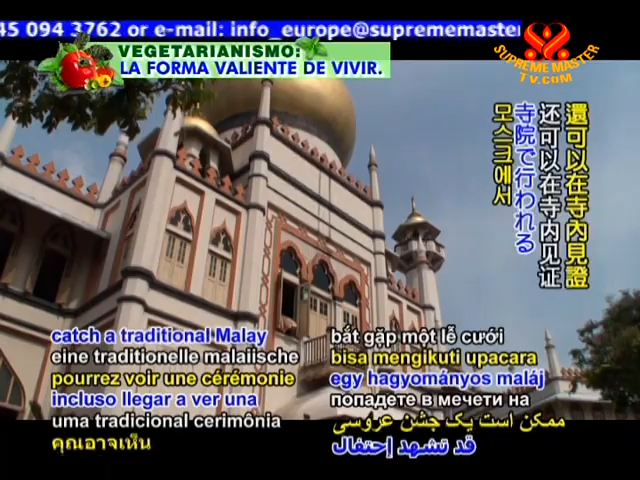 45 094 3762 or e-mail: info_europe@suprememaster
VEGETARIANISMO:
LA FORMA VALIENTE DE VIVIR.
SUPREME MASTER
TV.COM
還可以在寺內見證
还可以在寺内见证
寺院で行われる
모스크에서
catch a traditional Malay
eine traditionelle malaiische
pourrez voir une cérémonie
incluso llegar a ver una
uma tradicional cerimônia
คุณอาจเห็น
bắt gặp một lễ cưới
bisa mengikuti upacara
egy hagyományos maláj
попадете в мечети на
ممکن است یک جشن عروسی
قد تشهد إحتفال